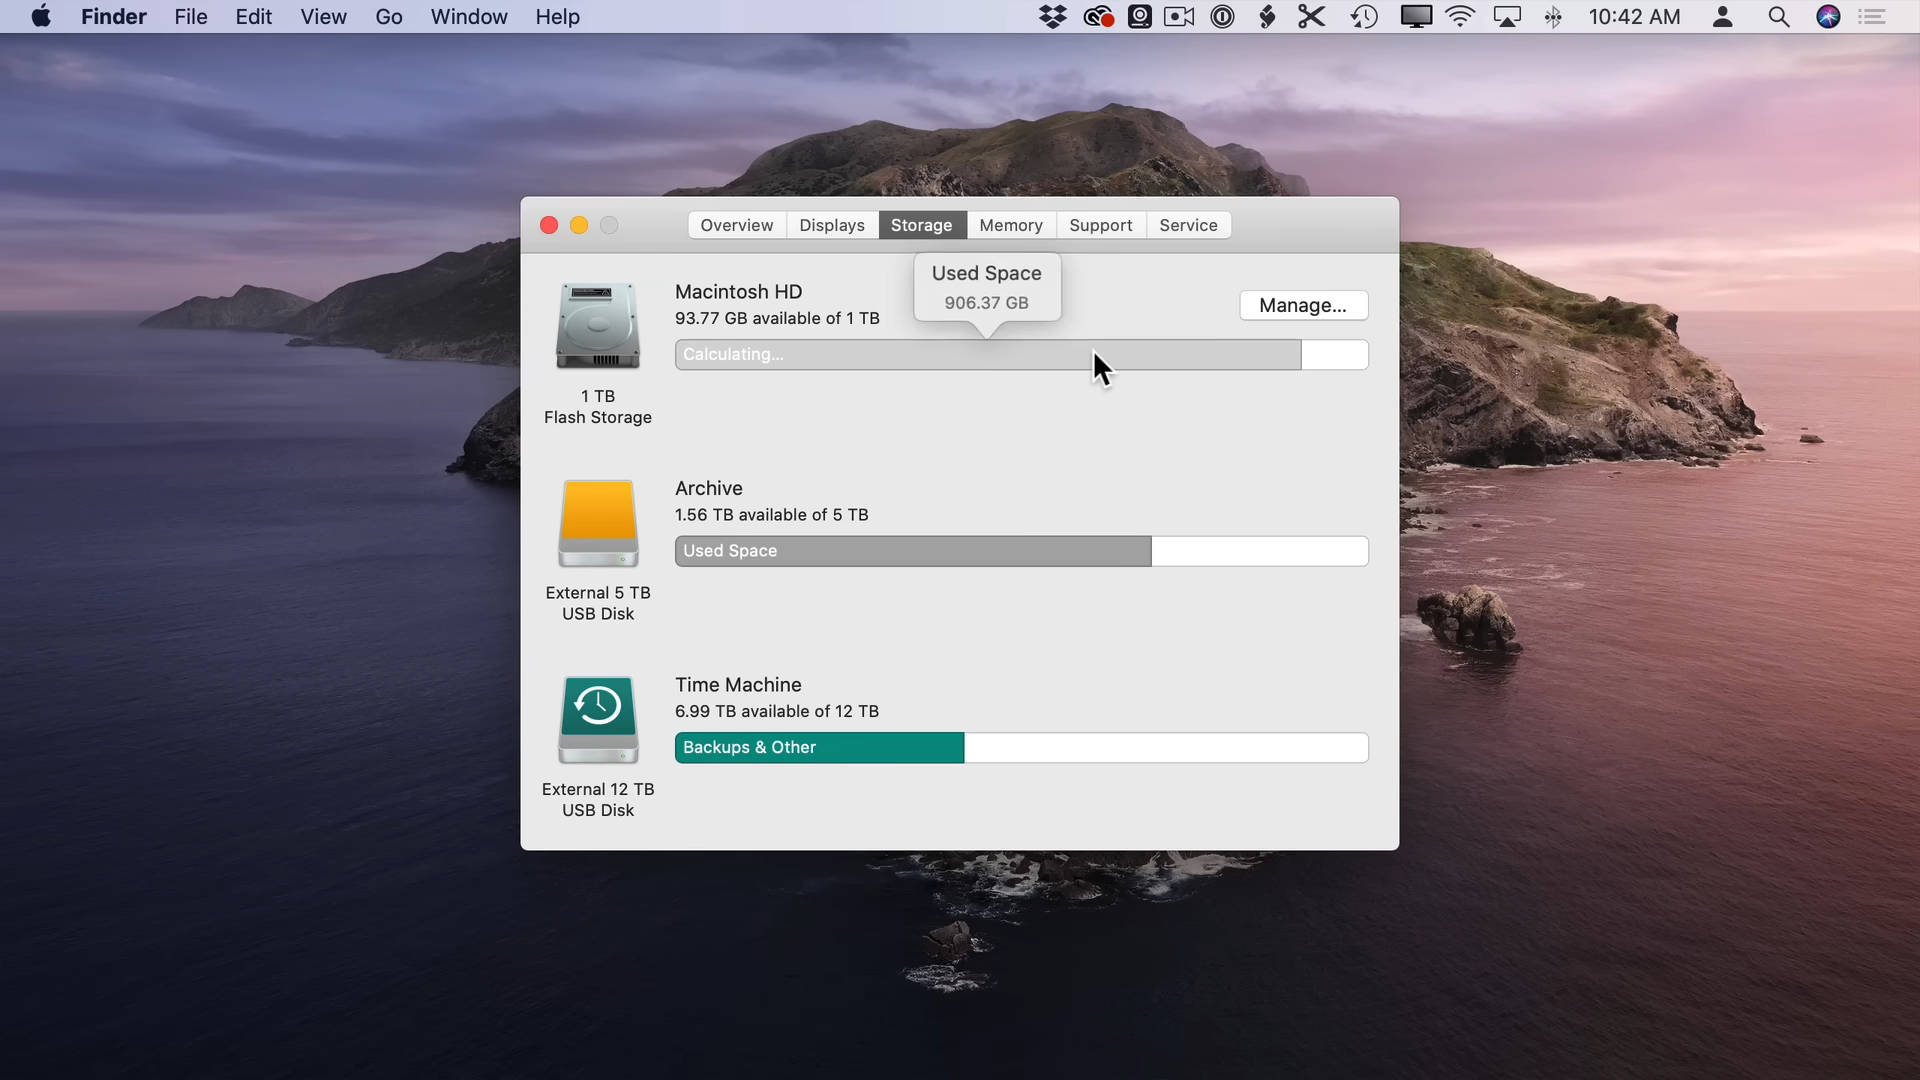 Finder File Edit View Go Window Help 10:42 AM
Overview Displays Storage Memory Support Service
Used Space
906.37 GB
Macintosh HD
93.77 GB available of 1 TB
Manage...
Calculating...
1 TB
Flash Storage
Archive
1.56 TB available of 5 TB
Used Space
External 5 TB
USB Disk
Time Machine
6.99 TB available of 12 TB
Backups & Other
External 12 TB
USB Disk